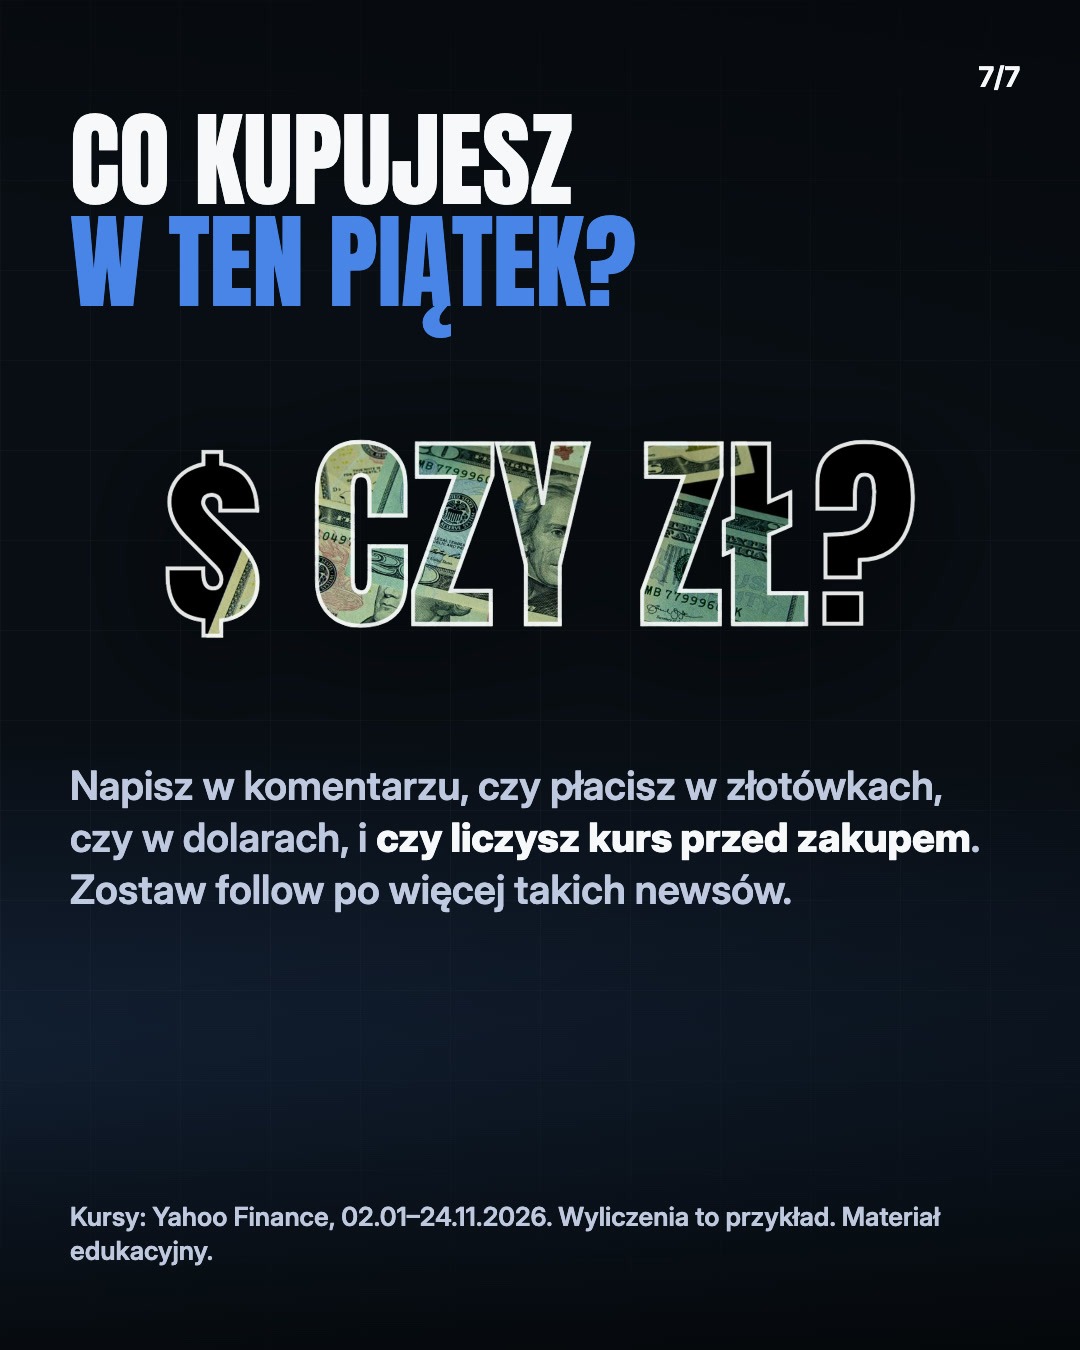 7/7
CO KUPUJESZ
W TEN PIĄTEK?
$ CZY ZŁ?
Napisz w komentarzu, czy płacisz w złotówkach,
czy w dolarach, i czy liczysz kurs przed zakupem.
Zostaw follow po więcej takich newsów.
Kursy: Yahoo Finance, 02.01–24.11.2026. Wyliczenia to przykład. Materiał
edukacyjny.